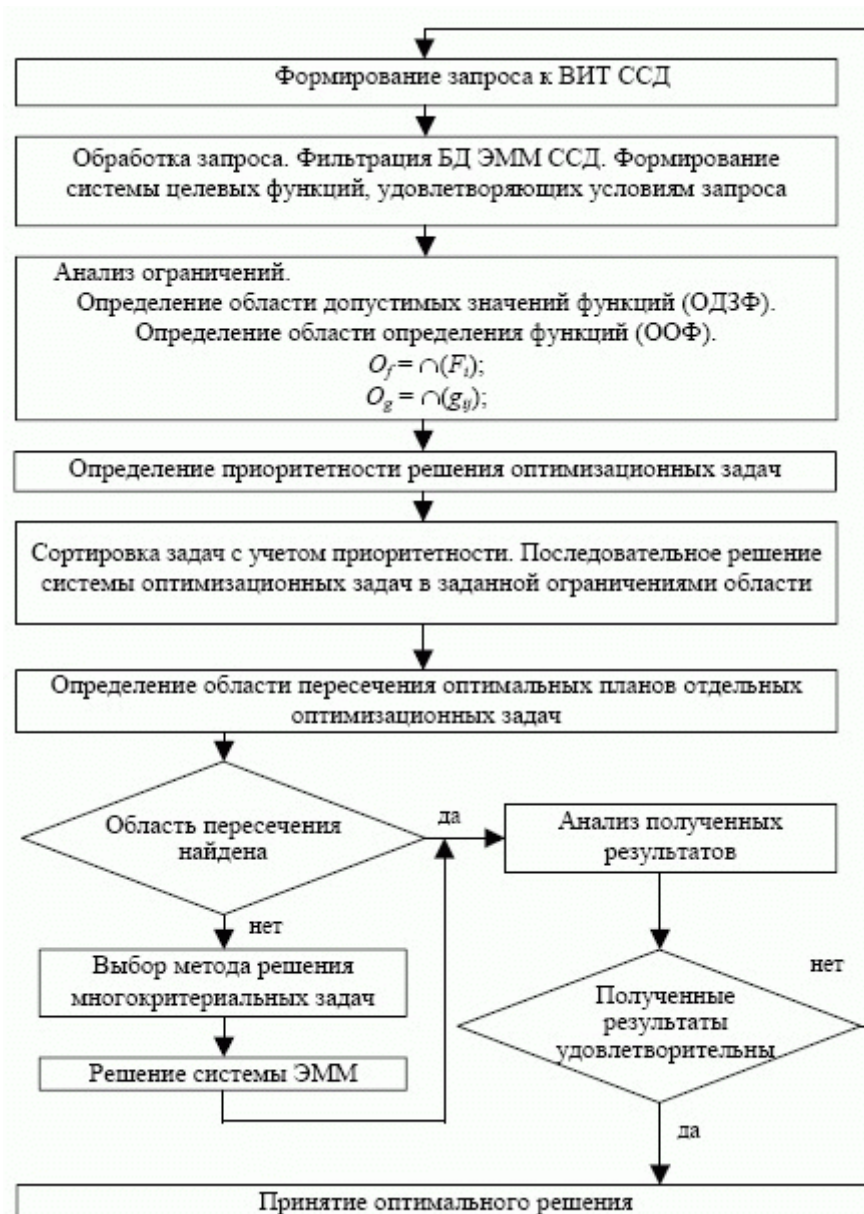 Формирование запроса к ВИТ ССД
Обработка запроса. Фильтрация БД ЭММ ССД. Формирование
системы целевых функций, удовлетворяющих условиям запроса
Анализ ограничений.
Определение области допустимых значений функций (ОДЗФ).
Определение области определения функций (ООФ).
O_f = ∩(F_i);
O_g = ∩(g_ij);
Определение приоритетности решения оптимизационных задач
Сортировка задач с учетом приоритетности. Последовательное решение
системы оптимизационных задач в заданной ограничениями области
Определение области пересечения оптимальных планов отдельных
оптимизационных задач
Область пересечения
найдена
да
Анализ полученных
результатов
нет
Выбор метода решения
многокритериальных задач
Решение системы ЭММ
Полученные
результаты
удовлетворительны
нет
да
Принятие оптимального решения